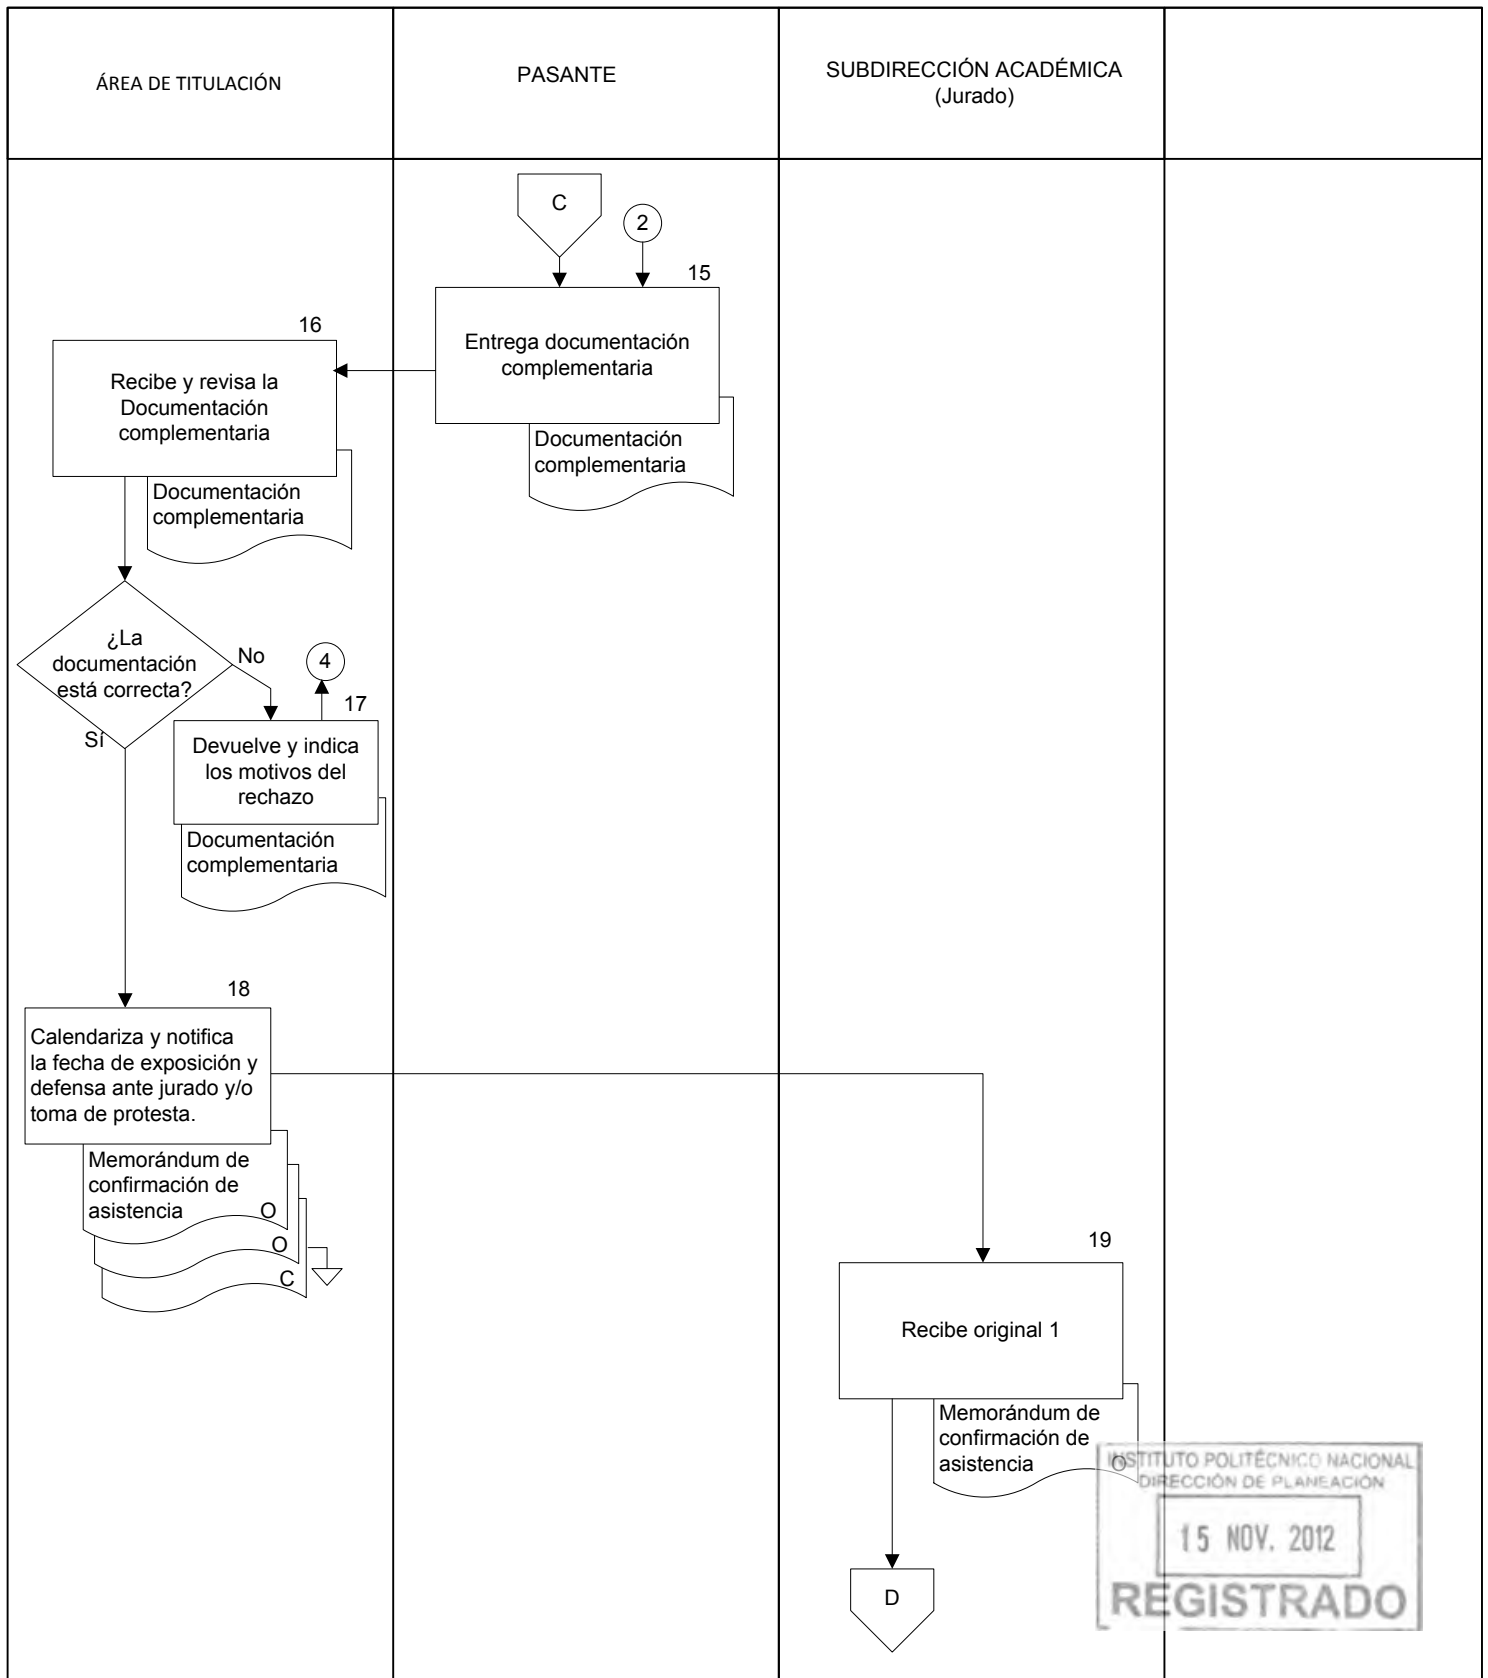 ÁREA DE TITULACIÓN
PASANTE
SUBDIRECCIÓN ACADÉMICA
(Jurado)
C
2
15
Entrega documentación
complementaria
Documentación
complementaria
16
Recibe y revisa la
Documentación
complementaria
Documentación
complementaria
¿La
documentación
está correcta?
No
4
17
Sí
Devuelve y indica
los motivos del
rechazo
Documentación
complementaria
18
Calendariza y notifica
la fecha de exposición y
defensa ante jurado y/o
toma de protesta.
Memorándum de
confirmación de
asistencia
O
O
C
19
Recibe original 1
Memorándum de
confirmación de
asistencia
O
D
INSTITUTO POLITÉCNICO NACIONAL
DIRECCIÓN DE PLANEACIÓN
15 NOV. 2012
REGISTRADO